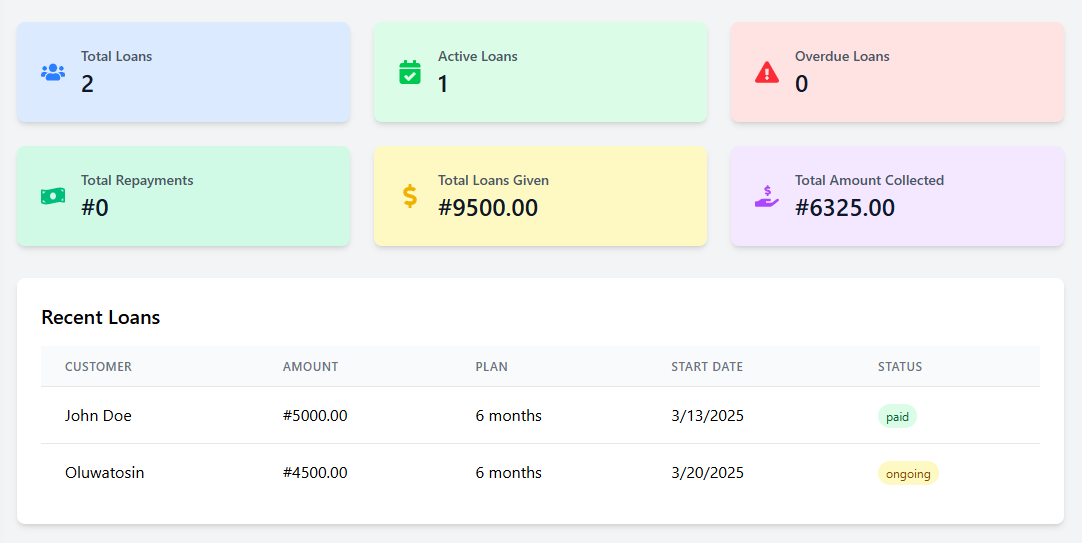 Total Loans
2
Active Loans
1
Overdue Loans
0
Total Repayments
#0
Total Loans Given
#9500.00
Total Amount Collected
#6325.00
Recent Loans
CUSTOMER AMOUNT PLAN START DATE STATUS
John Doe #5000.00 6 months 3/13/2025 paid
Oluwatosin #4500.00 6 months 3/20/2025 ongoing